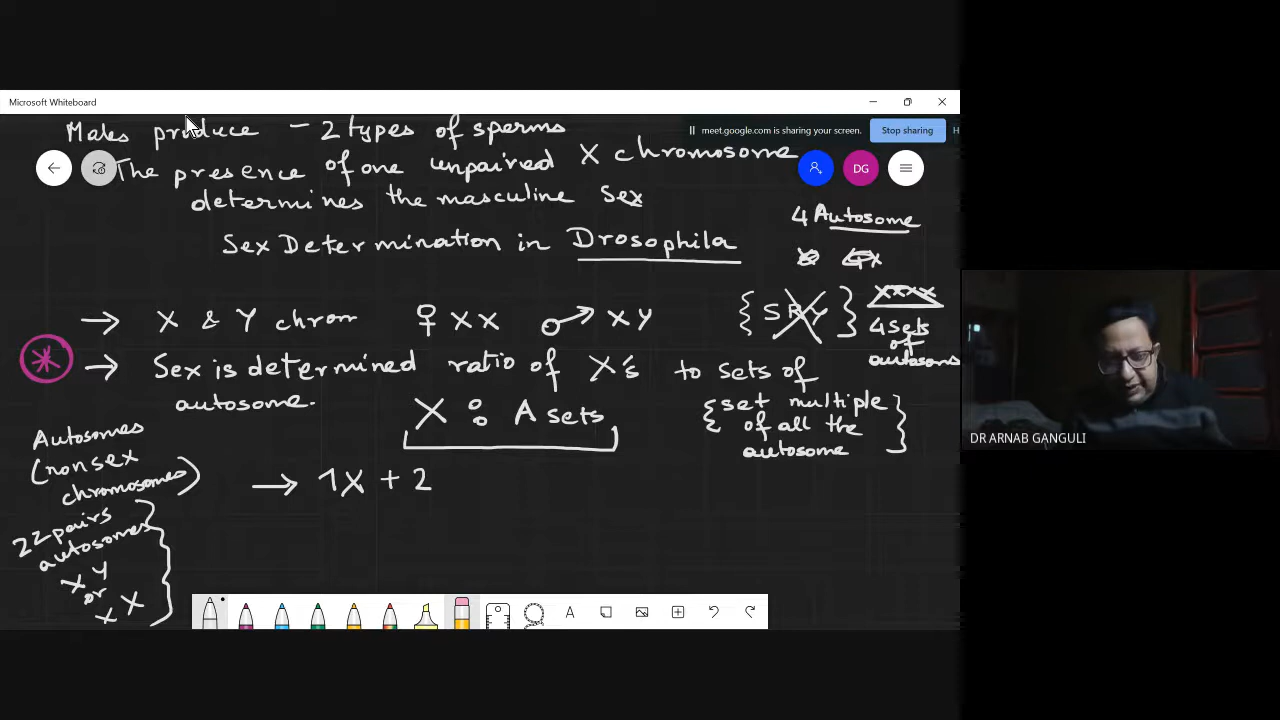 Microsoft Whiteboard
Males produce - 2 types of sperms
The presence of one unpaired X chromosome
determines the masculine Sex
meet.google.com is sharing your screen.
Stop sharing
H
DG
Sex Determination in Drosophila
4 Autosome
→ X & Y chrom ♀ XX ♂ XY
{SRY}
XXXX
4 sets
of
autosoms
→ Sex is determined ratio of X's to sets of
autosome.
X : A sets
{set multiple
of all the
autosome}
Autosomes
(nonsex
chromosomes)
→ 1X + 2
22 pairs
autosomes
XY
or
XX
A
DR ARNAB GANGULI